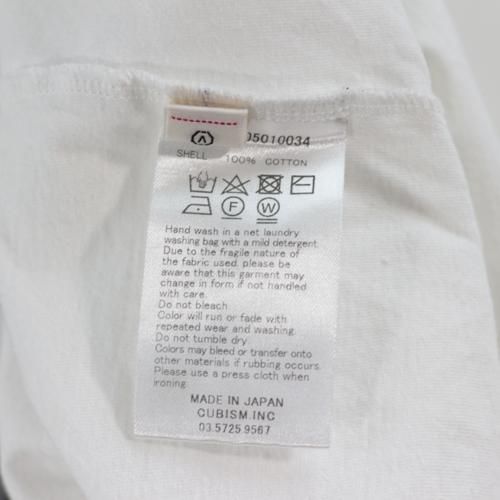 05010034
SHELL 100% COTTON
F W
Hand wash in a net laundry
washing bag with a mild detergent.
Due to the fragile nature of
the fabric used, please be
aware that this garment may
change in form if not handled
with care.
Do not bleach.
Color will run or fade with
repeated wear and washing.
Do not tumble dry.
Colors may bleed or transfer onto
other materials if rubbing occurs.
Please use a press cloth when
ironing.
MADE IN JAPAN
CUBISM.INC
03.5725.9567